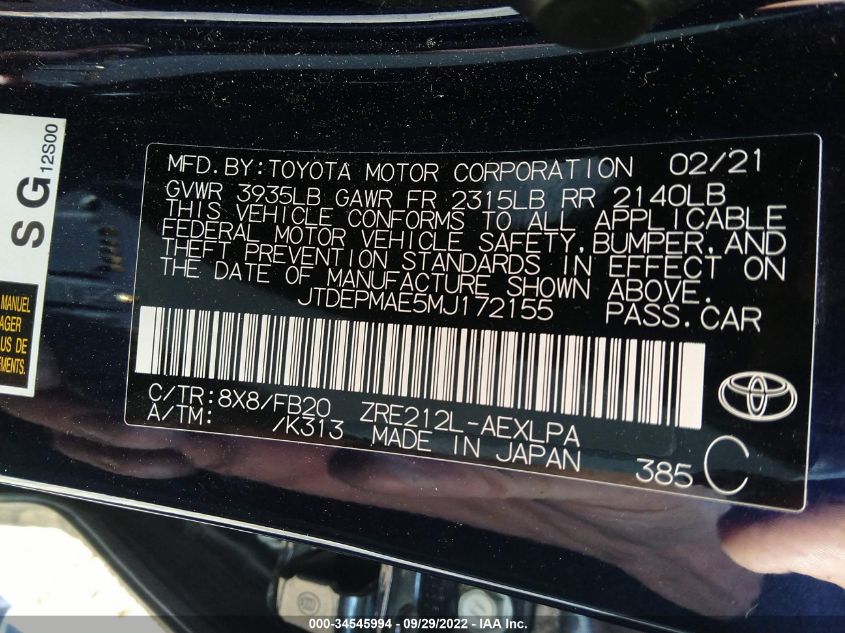 SG
12S00
MANUEL
AGER
US DE
EMENTS.
MFD.BY:TOYOTA MOTOR CORPORATION 02/21
GVWR 3935LB GAWR FR 2315LB RR 2140LB
THIS VEHICLE CONFORMS TO ALL APPLICABLE
FEDERAL MOTOR VEHICLE SAFETY, BUMPER, AND
THEFT PREVENTION STANDARDS IN EFFECT ON
THE DATE OF MANUFACTURE SHOWN ABOVE.
JTDEPMAE5MJ172155 PASS.CAR
C/TR:8X8/FB20 ZRE212L-AEXLPA
A/TM: /K313 MADE IN JAPAN
385 C
000-34545994 - 09/29/2022 - IAA Inc.